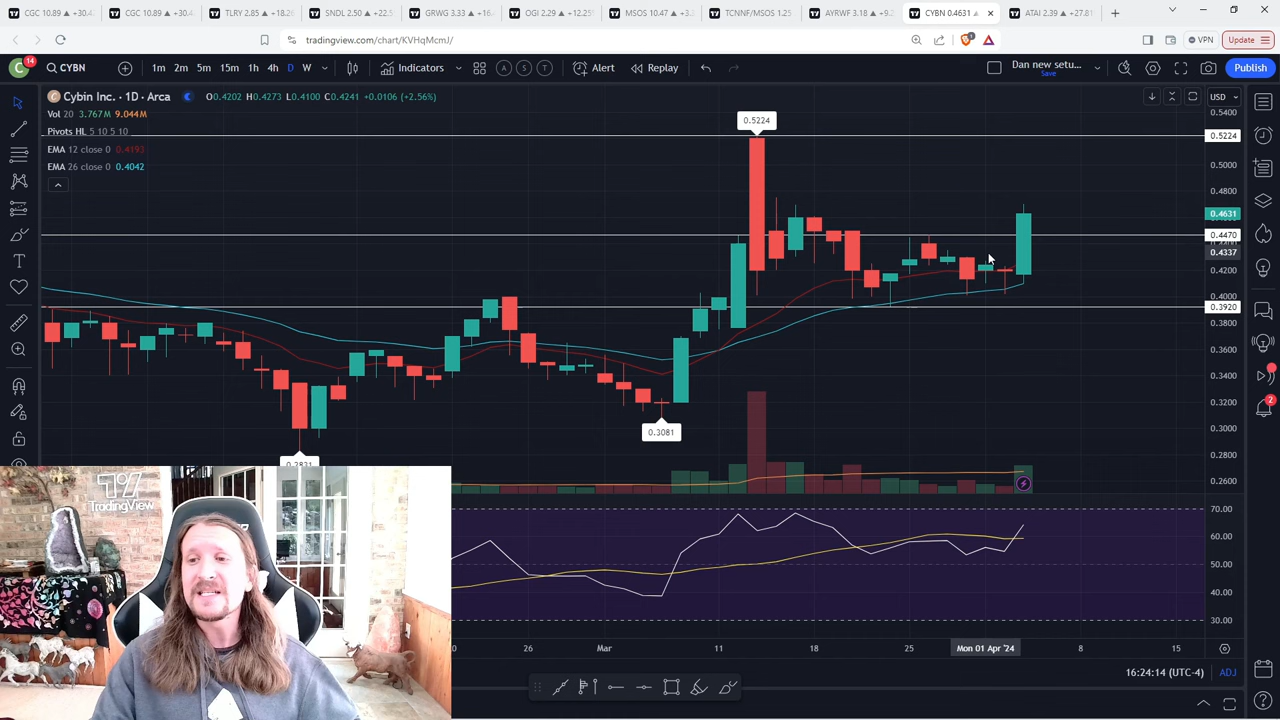 CGC 10.89 ▲ +30.4
CGC 10.89 ▲ +30.4
TLRY 2.85 ▲ +18.2
SNDL 2.50 ▲ +22.5
GRWG 3.33 ▲ +16.
OGI 2.29 ▲ +12.25
MSOS 10.47 ▲ +3.
TCNNF/MSOS 1.25
AYRWF 3.18 ▲ +9.
CYBN 0.4631 ▲
ATAI 2.39 ▲ +27.81
tradingview.com/chart/KVHqMcmJ/
VPN
Update
C 14
CYBN
1m 2m 5m 15m 1h 4h D W
Indicators
A S T
Alert
Replay
Dan new setu...
Save
Publish
Cybin Inc. · 1D · Arca
O0.4202 H0.4273 L0.4100 C0.4241 +0.0106 (+2.56%)
USD
Vol 20 3.767M 9.044M
Pivots HL 5 10 5 10
EMA 12 close 0 0.4193
EMA 26 close 0 0.4042
0.5224
0.3081
0.2831
0.5400
0.5224
0.5000
0.4800
0.4631
0.4470
0.4337
0.4200
0.4000
0.3920
0.3800
0.3600
0.3400
0.3200
0.3000
0.2800
0.2600
70.00
60.00
50.00
40.00
30.00
2
TradingView
20 26 Mar 11 18 25 Mon 01 Apr '24 8 15
16:24:14 (UTC-4) ADJ